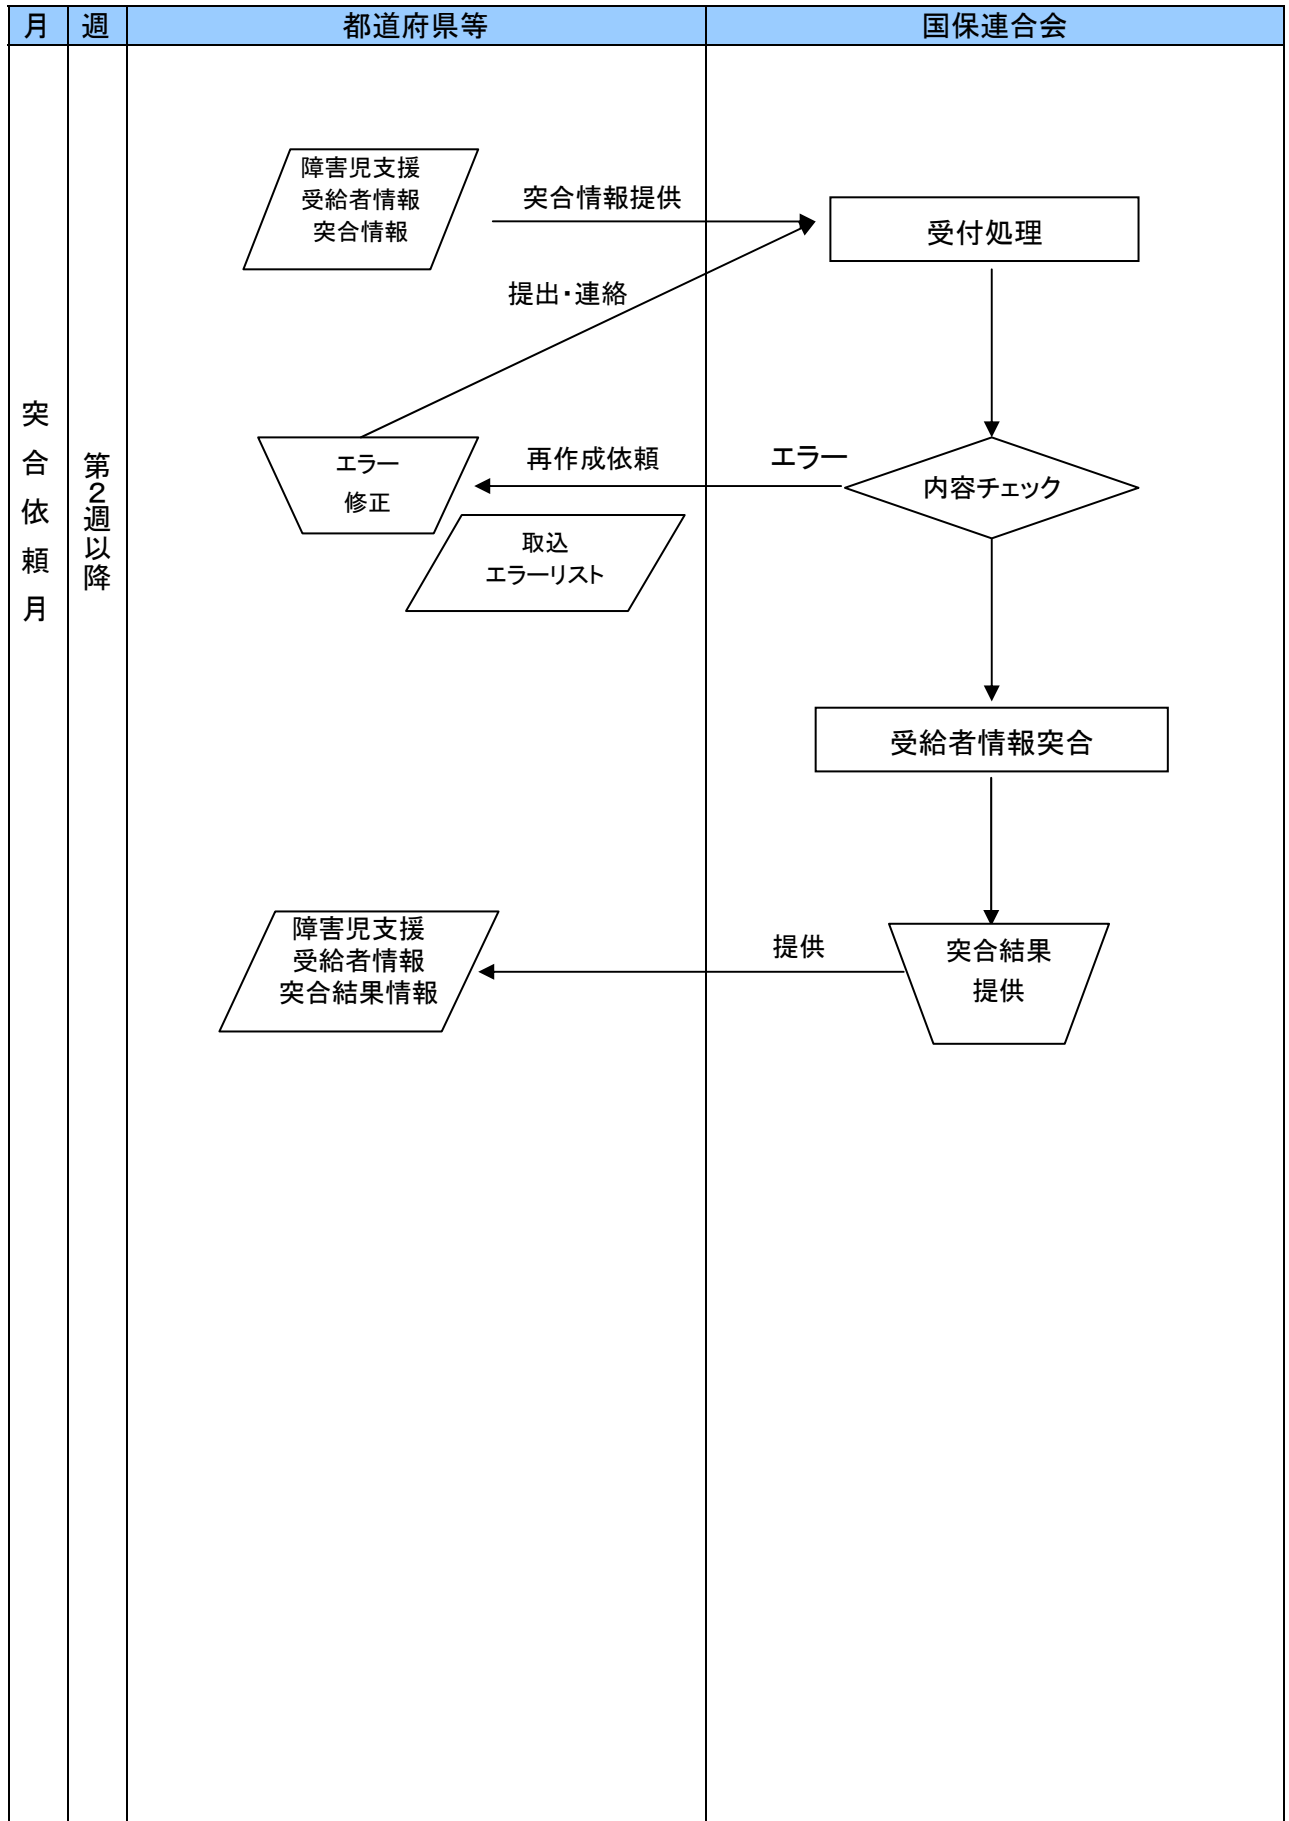 月 週 都道府県等 国保連合会
障害児支援
受給者情報
突合情報
突合情報提供
受付処理
提出・連絡
突合依頼月
第2週以降
エラー
修正
再作成依頼
エラー
内容チェック
取込
エラーリスト
受給者情報突合
障害児支援
受給者情報
突合結果情報
提供
突合結果
提供